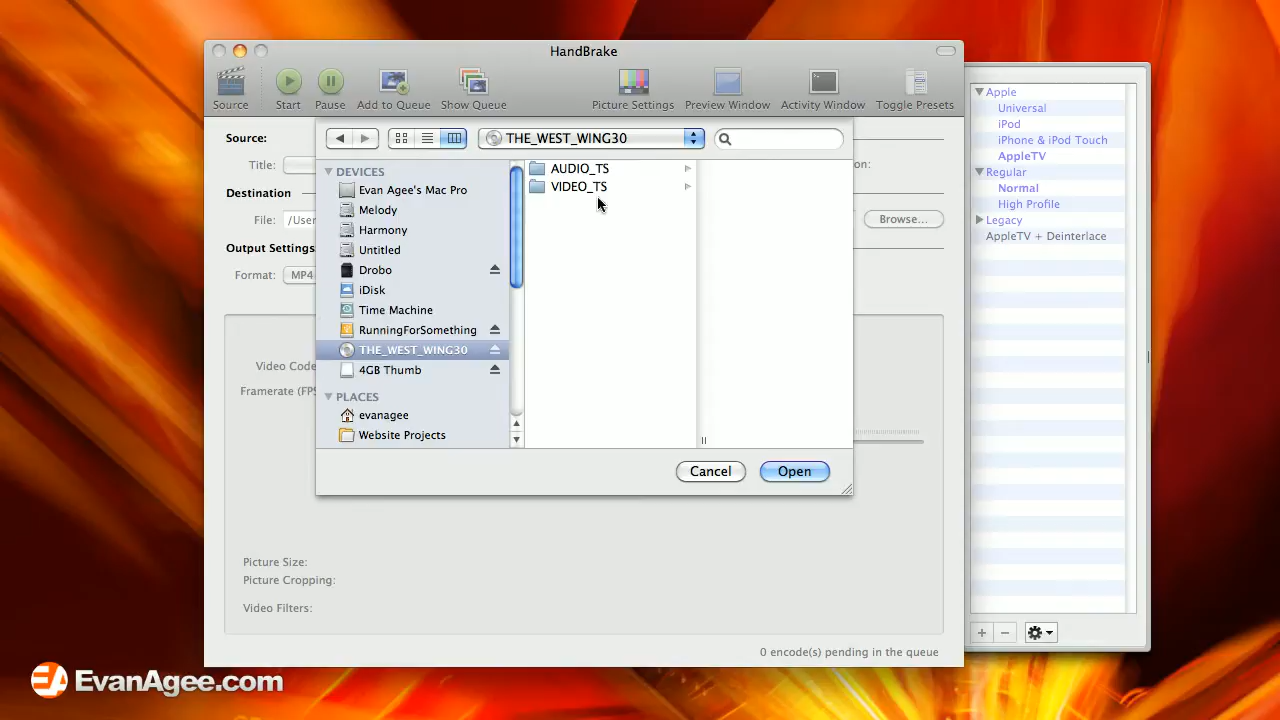 HandBrake
Source
Start
Pause
Add to Queue
Show Queue
Picture Settings
Preview Window
Activity Window
Toggle Presets
Source:
Title:
Destination
File: /User
Browse...
Output Settings
Format: MP4
Video Code
Framerate (FPS
Picture Size:
Picture Cropping:
Video Filters:
0 encode(s) pending in the queue
THE_WEST_WING30
DEVICES
Evan Agee's Mac Pro
Melody
Harmony
Untitled
Drobo
iDisk
Time Machine
RunningForSomething
THE_WEST_WING30
4GB Thumb
PLACES
evanagee
Website Projects
AUDIO_TS
VIDEO_TS
Cancel
Open
Apple
Universal
iPod
iPhone & iPod Touch
AppleTV
Regular
Normal
High Profile
Legacy
AppleTV + Deinterlace
EA EvanAgee.com